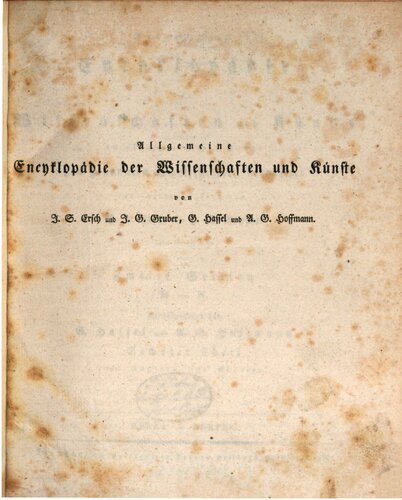 Allgemeine
Encyklopädie der Wissenschaften und Künste
von
J. S. Ersch und J. G. Gruber, G. Hassel und A. G. Hoffmann.